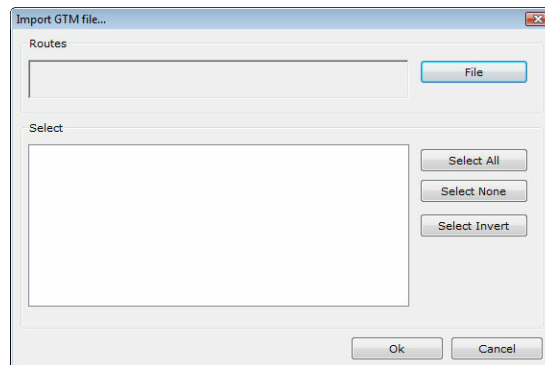 Import GTM file...
Routes
File
Select
Select All
Select None
Select Invert
Ok
Cancel